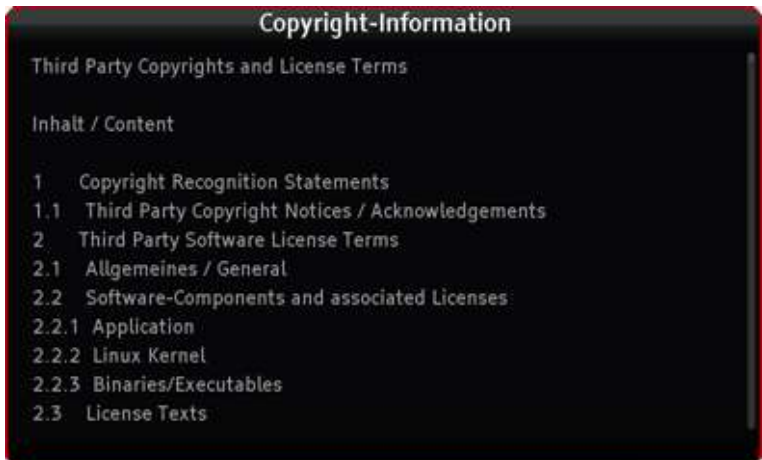 Copyright-Information
Third Party Copyrights and License Terms
Inhalt / Content
1 Copyright Recognition Statements
1.1 Third Party Copyright Notices / Acknowledgements
2 Third Party Software License Terms
2.1 Allgemeines / General
2.2 Software-Components and associated Licenses
2.2.1 Application
2.2.2 Linux Kernel
2.2.3 Binaries/Executables
2.3 License Texts